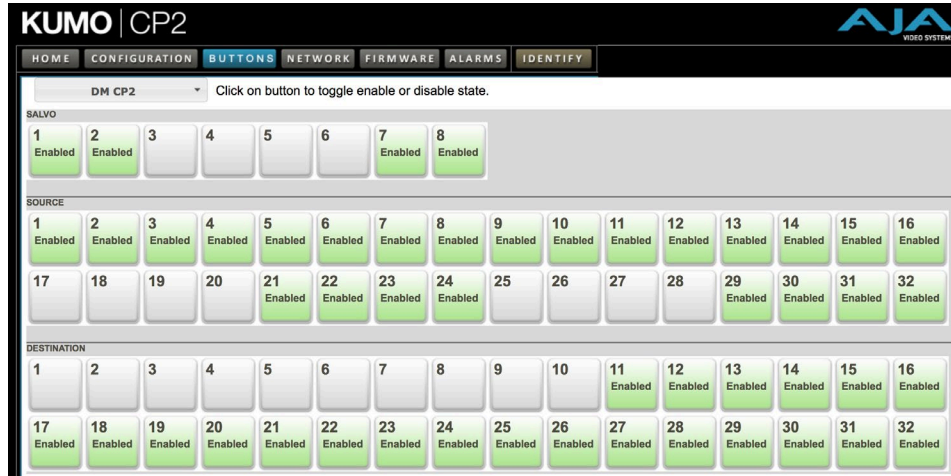 KUMO | CP2
AJA
VIDEO SYSTEMS
HOME CONFIGURATION BUTTONS NETWORK FIRMWARE ALARMS IDENTIFY
DM CP2 Click on button to toggle enable or disable state.
SALVO
1 2 3 4 5 6 7 8
Enabled Enabled Enabled Enabled
SOURCE
1 2 3 4 5 6 7 8 9 10 11 12 13 14 15 16
Enabled Enabled Enabled Enabled Enabled Enabled Enabled Enabled Enabled Enabled Enabled Enabled Enabled Enabled Enabled Enabled
17 18 19 20 21 22 23 24 25 26 27 28 29 30 31 32
Enabled Enabled Enabled Enabled Enabled Enabled Enabled Enabled
DESTINATION
1 2 3 4 5 6 7 8 9 10 11 12 13 14 15 16
Enabled Enabled Enabled Enabled Enabled Enabled
17 18 19 20 21 22 23 24 25 26 27 28 29 30 31 32
Enabled Enabled Enabled Enabled Enabled Enabled Enabled Enabled Enabled Enabled Enabled Enabled Enabled Enabled Enabled Enabled